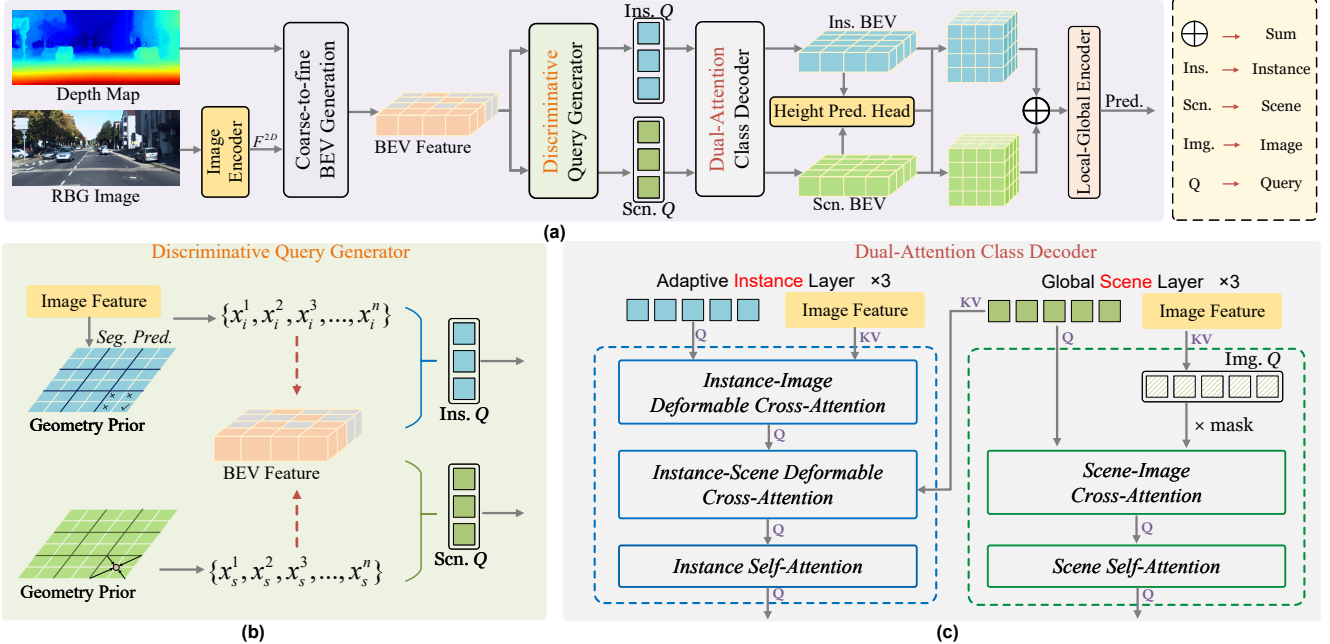 Depth Map
RBG Image
Image
Encoder
F^{2D}
Coarse-to-fine
BEV Generation
BEV Feature
Discriminative
Query Generator
Ins. Q
Scn. Q
Dual-Attention
Class Decoder
Ins. BEV
Height Pred. Head
Scn. BEV
Local-Global Encoder
Pred.
Sum
Ins. → Instance
Scn. → Scene
Img. → Image
Q → Query
(a)
Discriminative Query Generator
Image Feature
Seg. Pred.
Geometry Prior
{x_i^1, x_i^2, x_i^3, ..., x_i^n}
Ins. Q
BEV Feature
Geometry Prior
{x_s^1, x_s^2, x_s^3, ..., x_s^n}
Scn. Q
(b)
Dual-Attention Class Decoder
Adaptive Instance Layer ×3
Image Feature
Q
KV
Instance-Image
Deformable Cross-Attention
Q
Instance-Scene Deformable
Cross-Attention
Q
Instance Self-Attention
Q
Global Scene Layer ×3
KV
Image Feature
Q
KV
Img. Q
× mask
Scene-Image
Cross-Attention
Q
Scene Self-Attention
Q
(c)